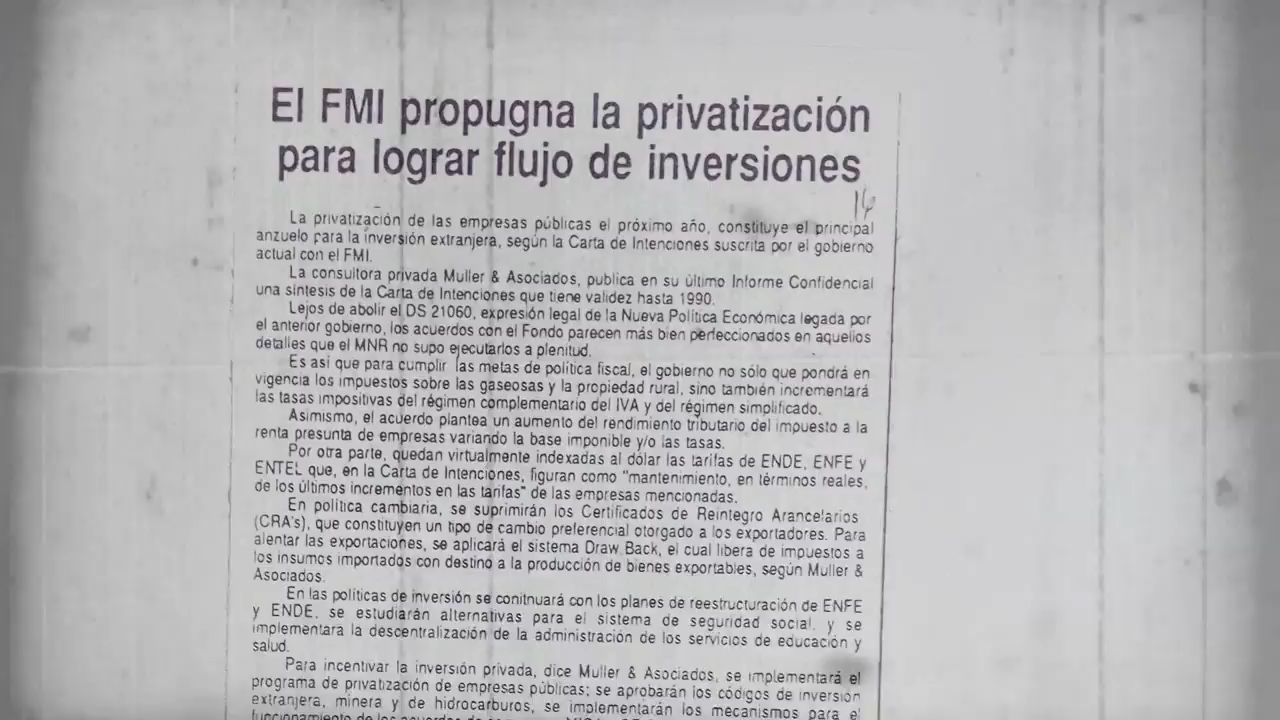 El FMI propugna la privatización
para lograr flujo de inversiones
14
La privatización de las empresas públicas el próximo año, constituye el principal
anzuelo para la inversión extranjera, según la Carta de Intenciones suscrita por el gobierno
actual con el FMI.
La consultora privada Muller & Asociados, publica en su último Informe Confidencial
una síntesis de la Carta de Intenciones que tiene validez hasta 1990.
Lejos de abolir el DS 21060, expresión legal de la Nueva Política Económica legada por
el anterior gobierno, los acuerdos con el Fondo parecen más bien perfeccionados en aquellos
detalles que el MNR no supo ejecutarlos a plenitud.
Es así que para cumplir las metas de política fiscal, el gobierno no sólo que pondrá en
vigencia los impuestos sobre las gaseosas y la propiedad rural, sino también incrementará
las tasas impositivas del régimen complementario del IVA y del régimen simplificado.
Asimismo, el acuerdo plantea un aumento del rendimiento tributario del impuesto a la
renta presunta de empresas variando la base imponible y/o las tasas.
Por otra parte, quedan virtualmente indexadas al dólar las tarifas de ENDE, ENFE y
ENTEL que, en la Carta de Intenciones, figuran como "mantenimiento, en términos reales,
de los últimos incrementos en las tarifas" de las empresas mencionadas.
En política cambiaria, se suprimirán los Certificados de Reintegro Arancelarios
(CRA's), que constituyen un tipo de cambio preferencial otorgado a los exportadores. Para
alentar las exportaciones, se aplicará el sistema Draw Back, el cual libera de impuestos a
los insumos importados con destino a la producción de bienes exportables, según Muller &
Asociados.
En las políticas de inversión se conitnuará con los planes de reestructuración de ENFE
y ENDE, se estudiarán alternativas para el sistema de seguridad social, y se
implementara la descentralización de la administración de los servicios de educación y
salud.
Para incentivar la inversión privada, dice Muller & Asociados, se implementará el
programa de privatización de empresas públicas; se aprobarán los códigos de inversión
extranjera, minera y de hidrocarburos, se implementarán los mecanismos para el
funcionamiento de los acuerdos de